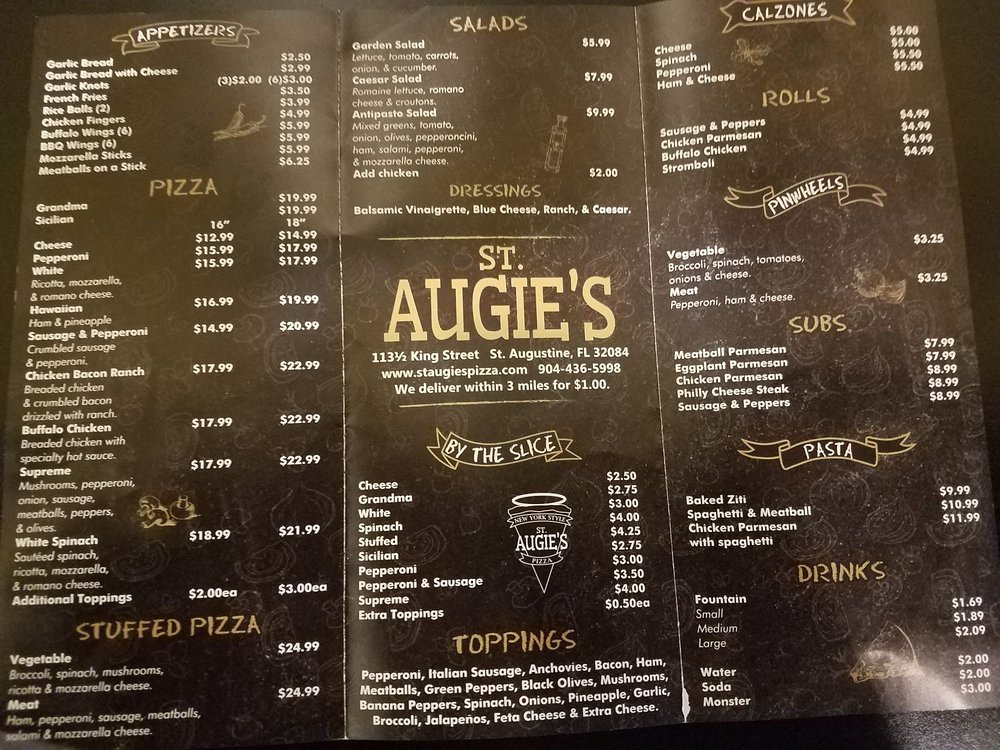 APPETIZERS
Garlic Bread $2.50
Garlic Bread with Cheese $2.99
Garlic Knots (3)$2.00 (6)$3.00
French Fries $3.50
Rice Balls (2) $3.99
Chicken Fingers $4.99
Buffalo Wings (6) $5.99
BBQ Wings (6) $5.99
Mozzarella Sticks $5.99
Meatballs on a Stick $6.25
PIZZA
Grandma $19.99
Sicilian $19.99
16" 18"
Cheese $12.99 $14.99
Pepperoni $15.99 $17.99
White $15.99 $17.99
Ricotta, mozzarella,
& romano cheese.
Hawaiian $16.99 $19.99
Ham & pineapple
Sausage & Pepperoni $14.99 $20.99
Crumbled sausage
& pepperoni.
Chicken Bacon Ranch $17.99 $22.99
Breaded chicken
& crumbled bacon
drizzled with ranch.
Buffalo Chicken $17.99 $22.99
Breaded chicken with
specialty hot sauce.
Supreme $17.99 $22.99
Mushrooms, pepperoni,
onion, sausage,
meatballs, peppers,
& olives.
White Spinach $18.99 $21.99
Sautéed spinach,
ricotta, mozzarella,
& romano cheese.
Additional Toppings $2.00ea $3.00ea
STUFFED PIZZA
Vegetable $24.99
Broccoli, spinach, mushrooms,
ricotta & mozzarella cheese.
Meat $24.99
Ham, pepperoni, sausage, meatballs,
salami & mozzarella cheese.
SALADS
Garden Salad $5.99
Lettuce, tomato, carrots,
onion, & cucumber.
Caesar Salad $7.99
Romaine lettuce, romano
cheese & croutons.
Antipasto Salad $9.99
Mixed greens, tomato,
onion, olives, pepperoncini,
ham, salami, pepperoni,
& mozzarella cheese.
Add chicken $2.00
DRESSINGS
Balsamic Vinaigrette, Blue Cheese, Ranch, & Caesar.
ST.
AUGIE'S
113½ King Street St. Augustine, FL 32084
www.staugiespizza.com 904-436-5998
We deliver within 3 miles for $1.00.
BY THE SLICE
Cheese $2.50
Grandma $2.75
White $3.00
Spinach $4.00
Stuffed $4.25
Sicilian $2.75
Pepperoni $3.00
Pepperoni & Sausage $3.50
Supreme $4.00
Extra Toppings $0.50ea
NEW YORK STYLE
ST.
AUGIE'S
PIZZA
TOPPINGS
Pepperoni, Italian Sausage, Anchovies, Bacon, Ham,
Meatballs, Green Peppers, Black Olives, Mushrooms,
Banana Peppers, Spinach, Onions, Pineapple, Garlic,
Broccoli, Jalapeños, Feta Cheese & Extra Cheese.
CALZONES
Cheese $5.00
Spinach $5.00
Pepperoni $5.50
Ham & Cheese $5.50
ROLLS
Sausage & Peppers $4.99
Chicken Parmesan $4.99
Buffalo Chicken $4.99
Stromboli $4.99
PINWHEELS
Vegetable $3.25
Broccoli, spinach, tomatoes,
onions & cheese.
Meat $3.25
Pepperoni, ham & cheese.
SUBS
Meatball Parmesan $7.99
Eggplant Parmesan $7.99
Chicken Parmesan $8.99
Philly Cheese Steak $8.99
Sausage & Peppers $8.99
PASTA
Baked Ziti $9.99
Spaghetti & Meatball $10.99
Chicken Parmesan $11.99
with spaghetti
DRINKS
Fountain
Small $1.69
Medium $1.89
Large $2.09
Water $2.00
Soda $2.00
Monster $3.00